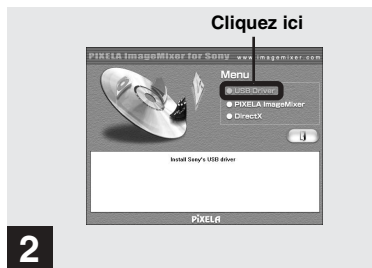 Cliquez ici
PIXELA ImageMixer for Sony www.imagemixer.com
Menu
USB Driver
PIXELA ImageMixer
DirectX
Install Sony's USB driver
PIXELA
2